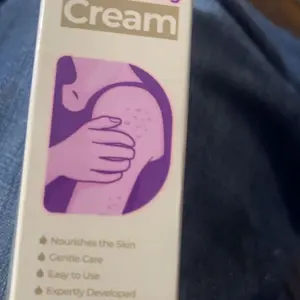 Cream
Nourishes the Skin
Gentle Care
Easy to Use
Expertly Developed